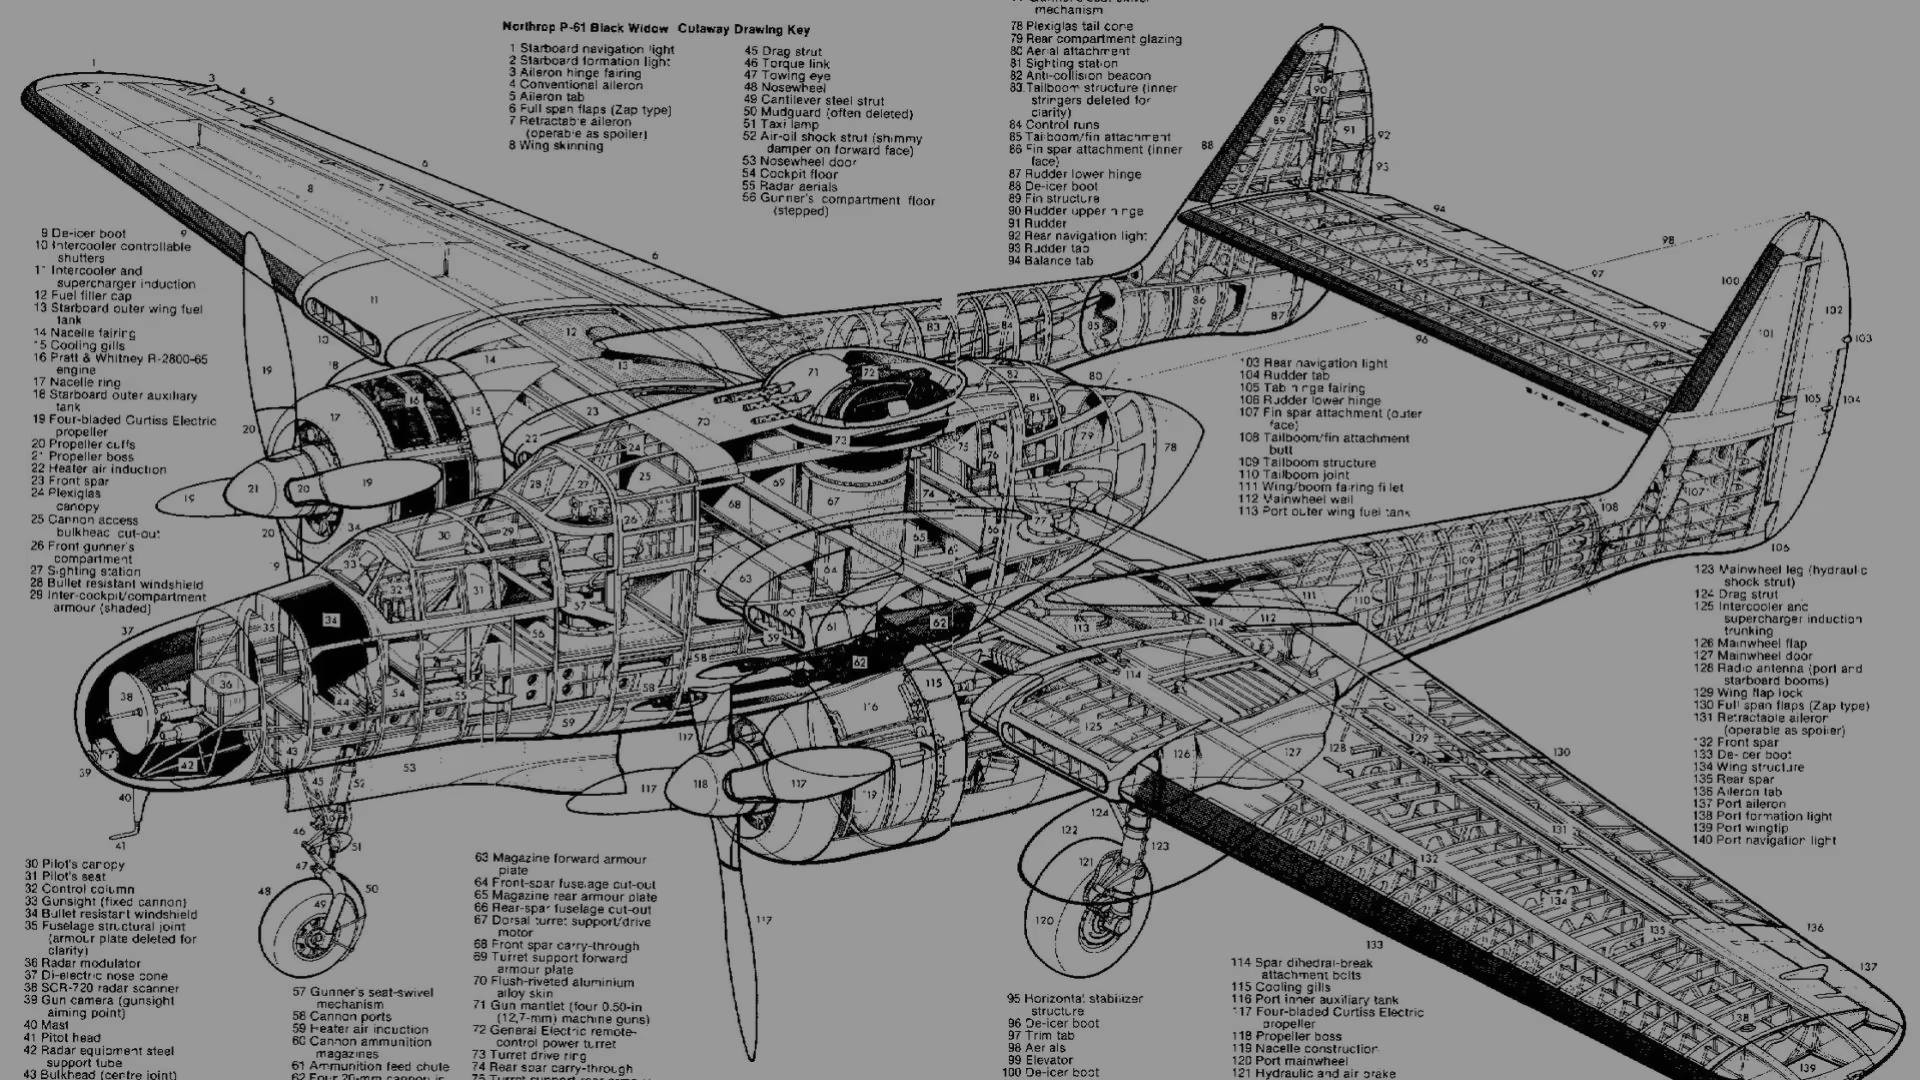 Northrop P-61 Black Widow Cutaway Drawing Key
1 Starboard navigation light
2 Starboard formation light
3 Aileron hinge fairing
4 Conventional aileron
5 Aileron tab
6 Full span flaps (Zap type)
7 Retractable aileron
(operable as spoiler)
8 Wing skinning
9 De-icer boot
10 Intercooler controllable
shutters
11 Intercooler and
supercharger induction
12 Fuel filler cap
13 Starboard outer wing fuel
tank
14 Nacelle fairing
15 Cooling gills
16 Pratt & Whitney R-2800-65
engine
17 Nacelle ring
18 Starboard outer auxiliary
tank
19 Four-bladed Curtiss Electric
propeller
20 Propeller cuffs
21 Propeller boss
22 Heater air induction
23 Front spar
24 Plexiglas
canopy
25 Cannon access
bulkhead cut-out
26 Front gunner's
compartment
27 Sighting station
28 Bullet resistant windshield
29 Inter-cockpit/compartment
armour (shaded)
30 Pilot's canopy
31 Pilot's seat
32 Control column
33 Gunsight (fixed cannon)
34 Bullet resistant windshield
35 Fuselage structural joint
(armour plate deleted for
clarity)
36 Radar modulator
37 Di-electric nose cone
38 SCR-720 radar scanner
39 Gun camera (gunsight
aiming point)
40 Mast
41 Pitot head
42 Radar equipment steel
support tube
43 Bulkhead (centre joint)
45 Drag strut
46 Torque link
47 Towing eye
48 Nosewheel
49 Cantilever steel strut
50 Mudguard (often deleted)
51 Taxi lamp
52 Air-oil shock strut (shimmy
damper on forward face)
53 Nosewheel door
54 Cockpit floor
55 Radar aerials
56 Gunner's compartment floor
(stepped)
57 Gunner's seat-swivel
mechanism
58 Cannon ports
59 Heater air induction
60 Cannon ammunition
magazines
61 Ammunition feed chute
62 Four 20-mm cannon in
63 Magazine forward armour
plate
64 Front-spar fuselage cut-out
65 Magazine rear armour plate
66 Rear-spar fuselage cut-out
67 Dorsal turret support/drive
motor
68 Front spar carry-through
69 Turret support forward
armour plate
70 Flush-riveted aluminium
alloy skin
71 Gun mantlet (four 0.50-in
(12,7-mm) machine guns)
72 General Electric remote-
control power turret
73 Turret drive ring
74 Rear spar carry-through
75 Turret support rear
mechanism
78 Plexiglas tail cone
79 Rear compartment glazing
80 Aerial attachment
81 Sighting station
82 Anti-collision beacon
83 Tailboom structure (inner
stringers deleted for
clarity)
84 Control runs
85 Tailboom/fin attachment
86 Fin spar attachment (inner
face)
87 Rudder lower hinge
88 De-icer boot
89 Fin structure
90 Rudder upper hinge
91 Rudder
92 Rear navigation light
93 Rudder tab
94 Balance tab
95 Horizontal stabilizer
structure
96 De-icer boot
97 Trim tab
98 Aerials
99 Elevator
100 De-icer boot
103 Rear navigation light
104 Rudder tab
105 Tab hinge fairing
106 Rudder lower hinge
107 Fin spar attachment (outer
face)
108 Tailboom/fin attachment
butt
109 Tailboom structure
110 Tailboom joint
111 Wing/boom fairing fillet
112 Mainwheel well
113 Port outer wing fuel tank
114 Spar dihedral-break
attachment bolts
115 Cooling gills
116 Port inner auxiliary tank
117 Four-bladed Curtiss Electric
propeller
118 Propeller boss
119 Nacelle construction
120 Port mainwheel
121 Hydraulic and air brake
123 Mainwheel leg (hydraulic
shock strut)
124 Drag strut
125 Intercooler and
supercharger induction
trunking
126 Mainwheel flap
127 Mainwheel door
128 Radio antenna (port and
starboard booms)
129 Wing flap lock
130 Full span flaps (Zap type)
131 Retractable aileron
(operable as spoiler)
132 Front spar
133 De-icer boot
134 Wing structure
135 Rear spar
136 Aileron tab
137 Port aileron
138 Port formation light
139 Port wingtip
140 Port navigation light